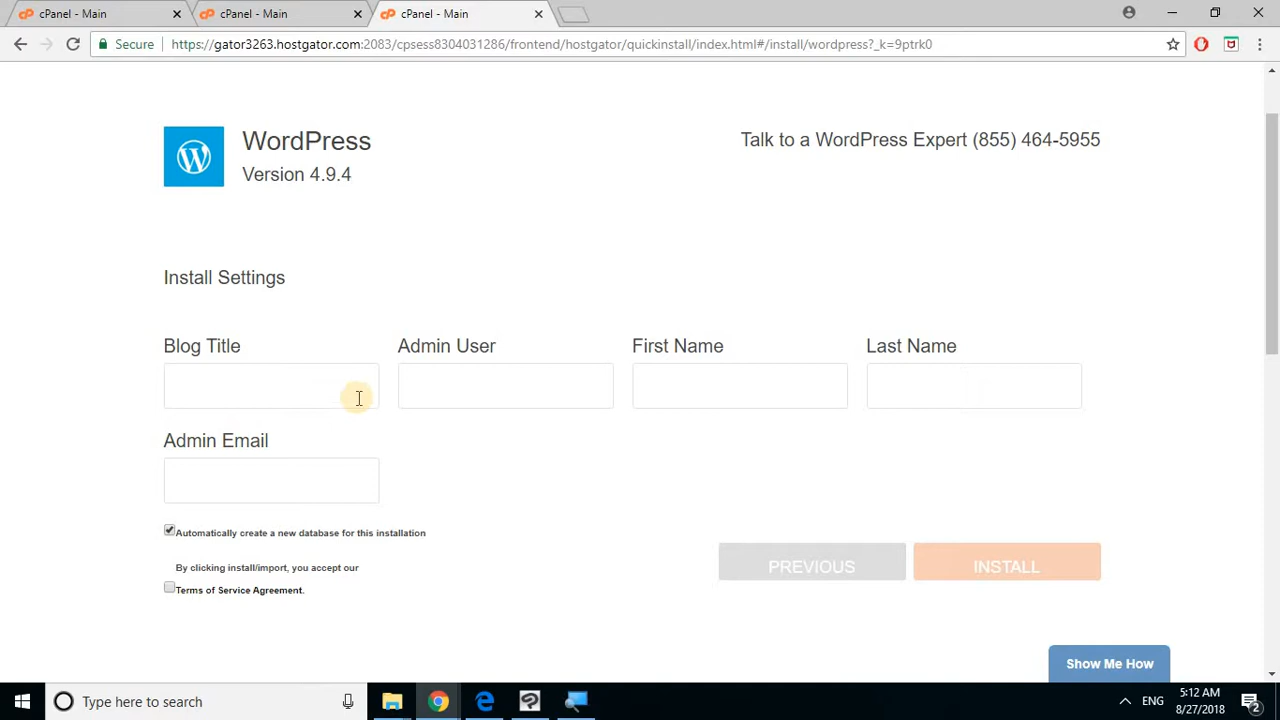 cPanel - Main
cPanel - Main
cPanel - Main
Secure
https://gator3263.hostgator.com:2083/cpsess8304031286/frontend/hostgator/quickinstall/index.html#/install/wordpress?_k=9ptrk0
WordPress
Version 4.9.4
Talk to a WordPress Expert (855) 464-5955
Install Settings
Blog Title
Admin User
First Name
Last Name
Admin Email
Automatically create a new database for this installation
By clicking install/import, you accept our
Terms of Service Agreement.
PREVIOUS
INSTALL
Show Me How
Type here to search
ENG
5:12 AM
8/27/2018
2